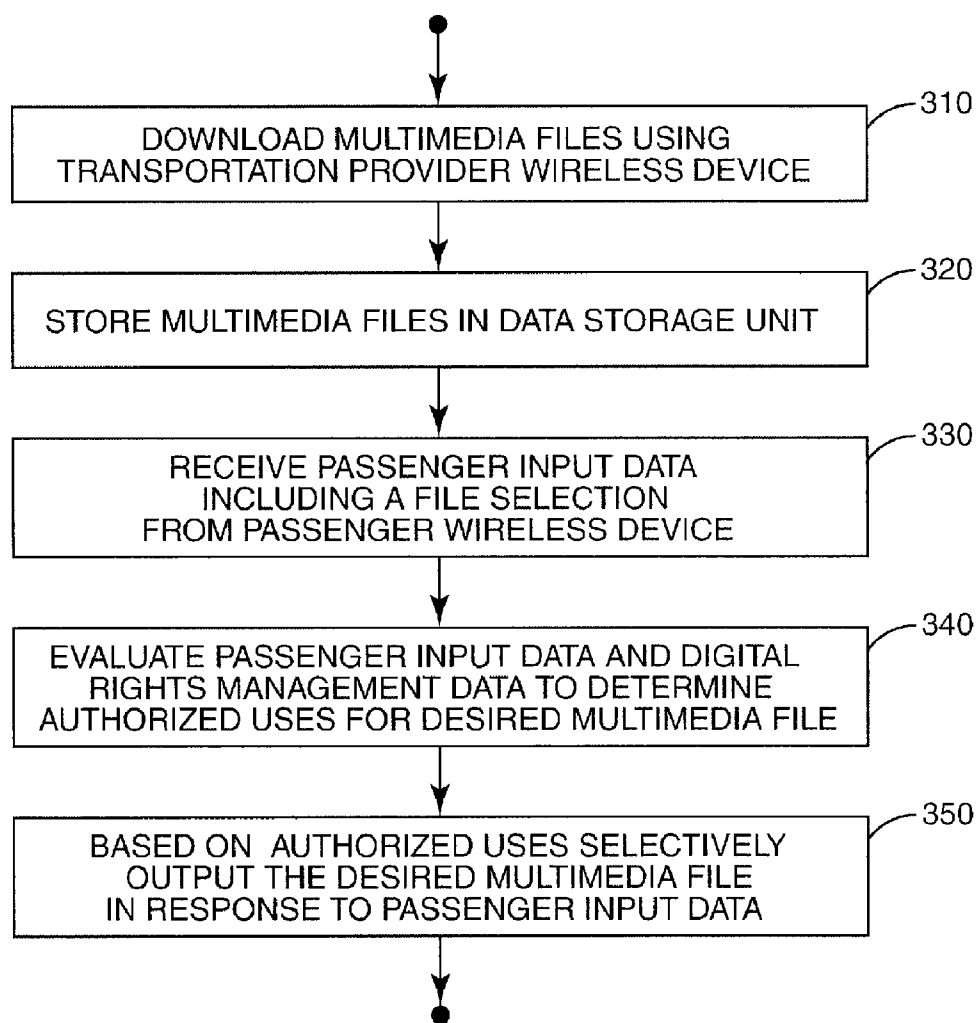 310
DOWNLOAD MULTIMEDIA FILES USING
TRANSPORTATION PROVIDER WIRELESS DEVICE
320
STORE MULTIMEDIA FILES IN DATA STORAGE UNIT
330
RECEIVE PASSENGER INPUT DATA
INCLUDING A FILE SELECTION
FROM PASSENGER WIRELESS DEVICE
340
EVALUATE PASSENGER INPUT DATA AND DIGITAL
RIGHTS MANAGEMENT DATA TO DETERMINE
AUTHORIZED USES FOR DESIRED MULTIMEDIA FILE
350
BASED ON AUTHORIZED USES SELECTIVELY
OUTPUT THE DESIRED MULTIMEDIA FILE
IN RESPONSE TO PASSENGER INPUT DATA